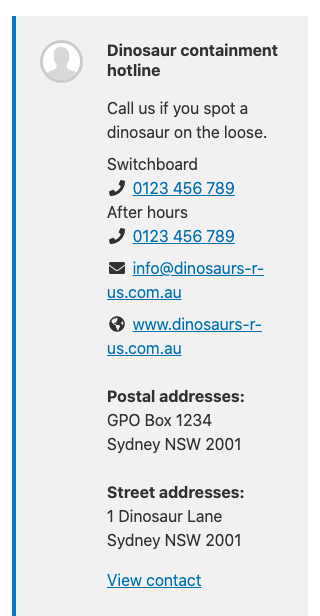 Dinosaur containment
hotline
Call us if you spot a
dinosaur on the loose.
Switchboard
0123 456 789
After hours
0123 456 789
info@dinosaurs-r-
us.com.au
www.dinosaurs-r-
us.com.au
Postal addresses:
GPO Box 1234
Sydney NSW 2001
Street addresses:
1 Dinosaur Lane
Sydney NSW 2001
View contact